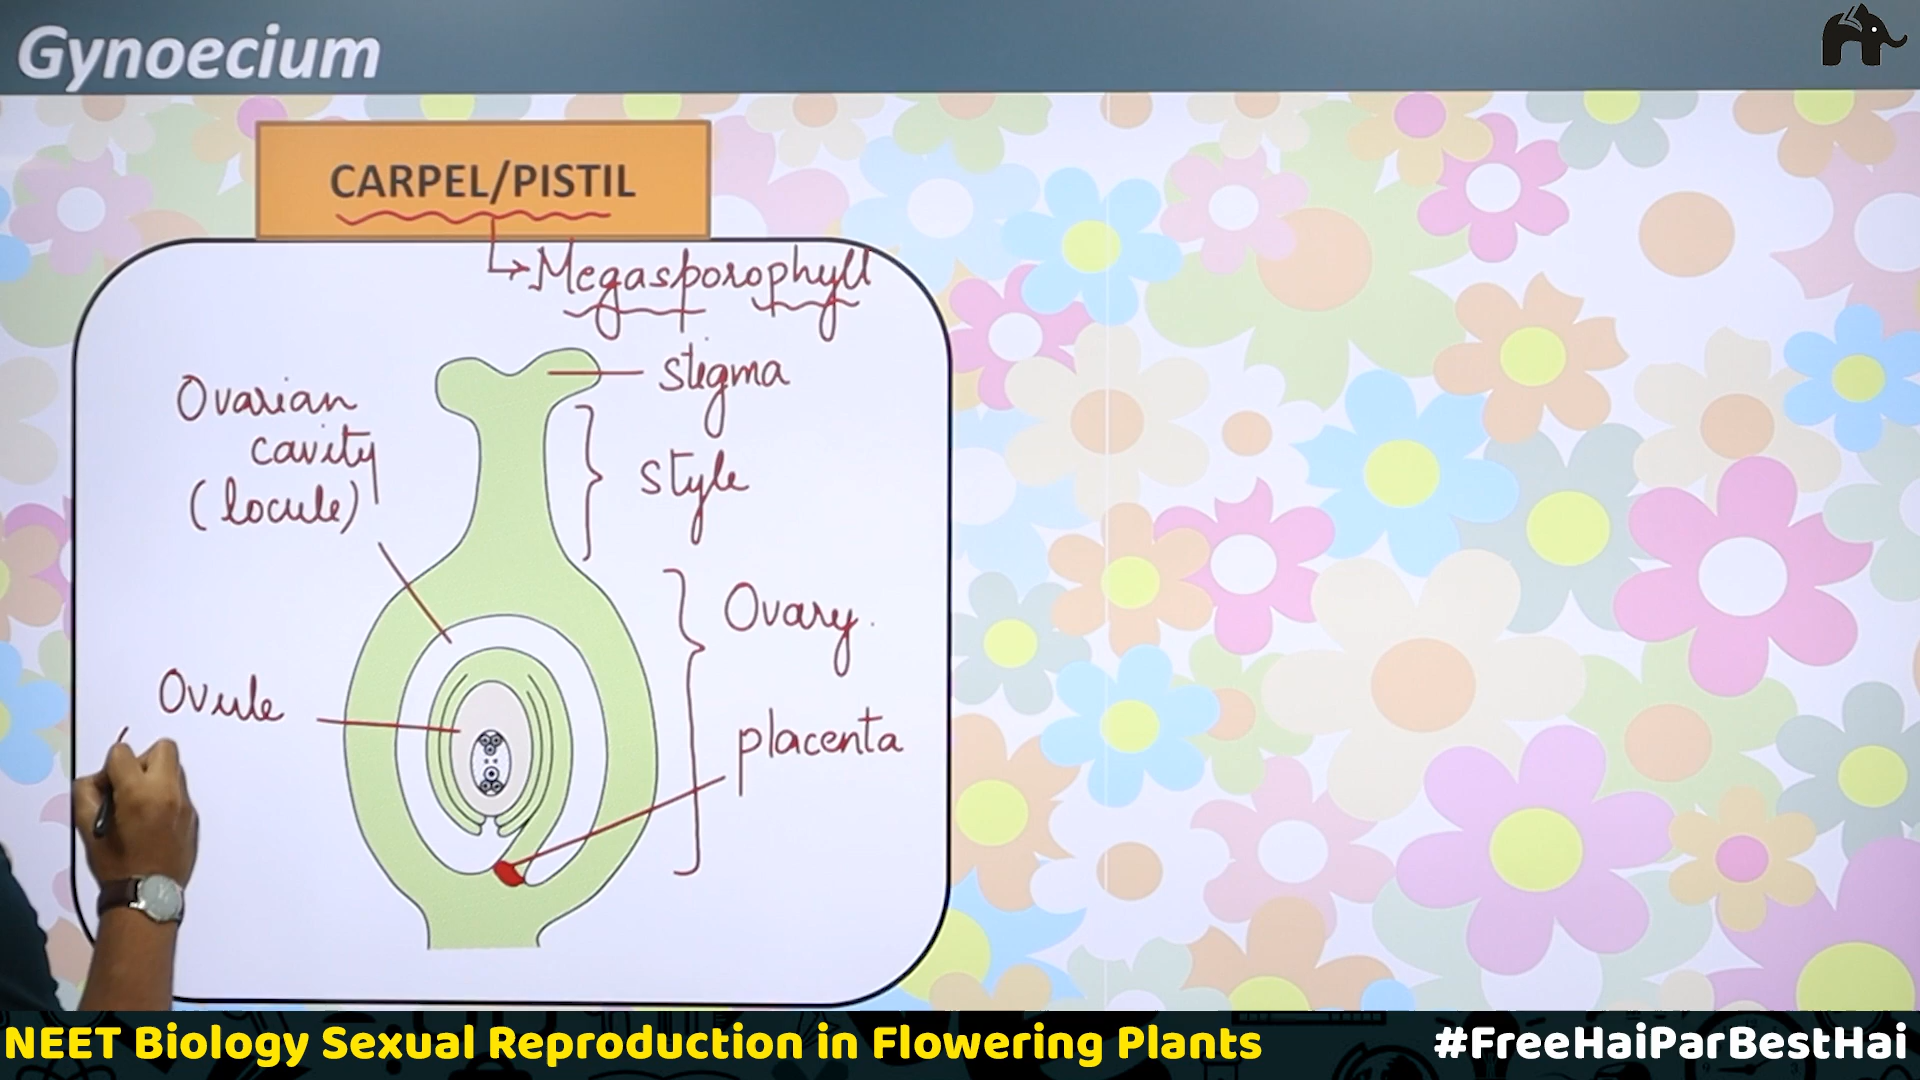 Gynoecium
CARPEL/PISTIL
Megasporophyll
stigma
Ovarian
cavity
(locule)
style
Ovary
Ovule
placenta
(
NEET Biology Sexual Reproduction in Flowering Plants
#FreeHaiParBestHai